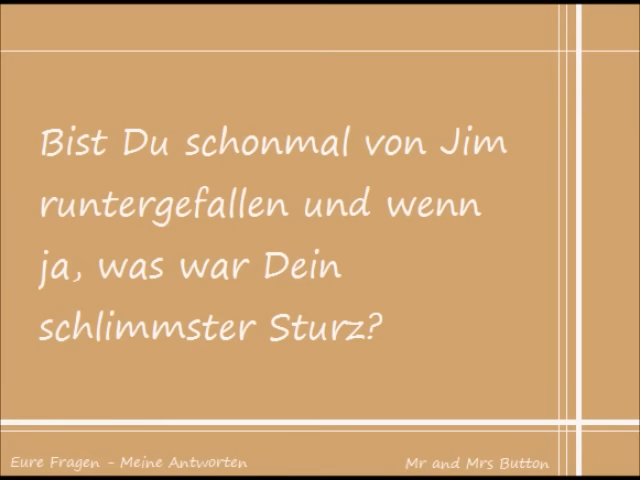 Bist Du schonmal von Jim
runtergefallen und wenn
ja, was war Dein
schlimmster Sturz?
Eure Fragen - Meine Antworten
Mr and Mrs Button